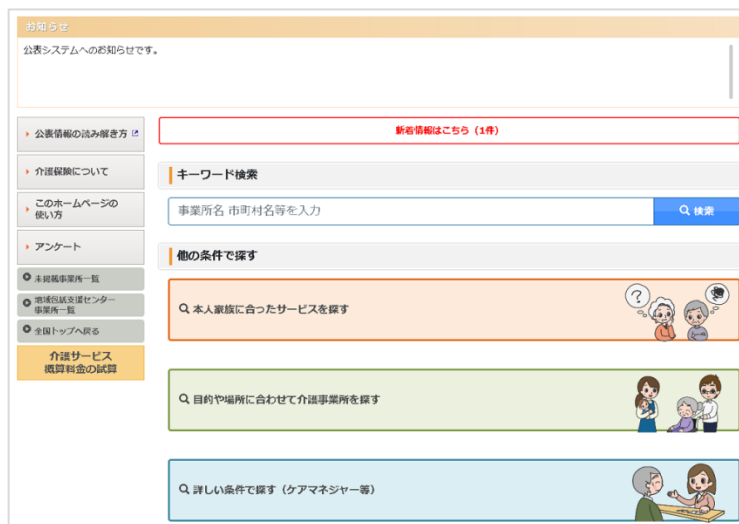 お知らせ
公表システムへのお知らせです。
公表情報の読み解き方
介護保険について
このホームページの
使い方
アンケート
未掲載事業所一覧
地域包括支援センター
事業所一覧
全国トップへ戻る
介護サービス
概算料金の試算
新着情報はこちら（1件）
キーワード検索
事業所名 市町村名等を入力
検索
他の条件で探す
本人家族に合ったサービスを探す
?
目的や場所に合わせて介護事業所を探す
詳しい条件で探す（ケアマネジャー等）